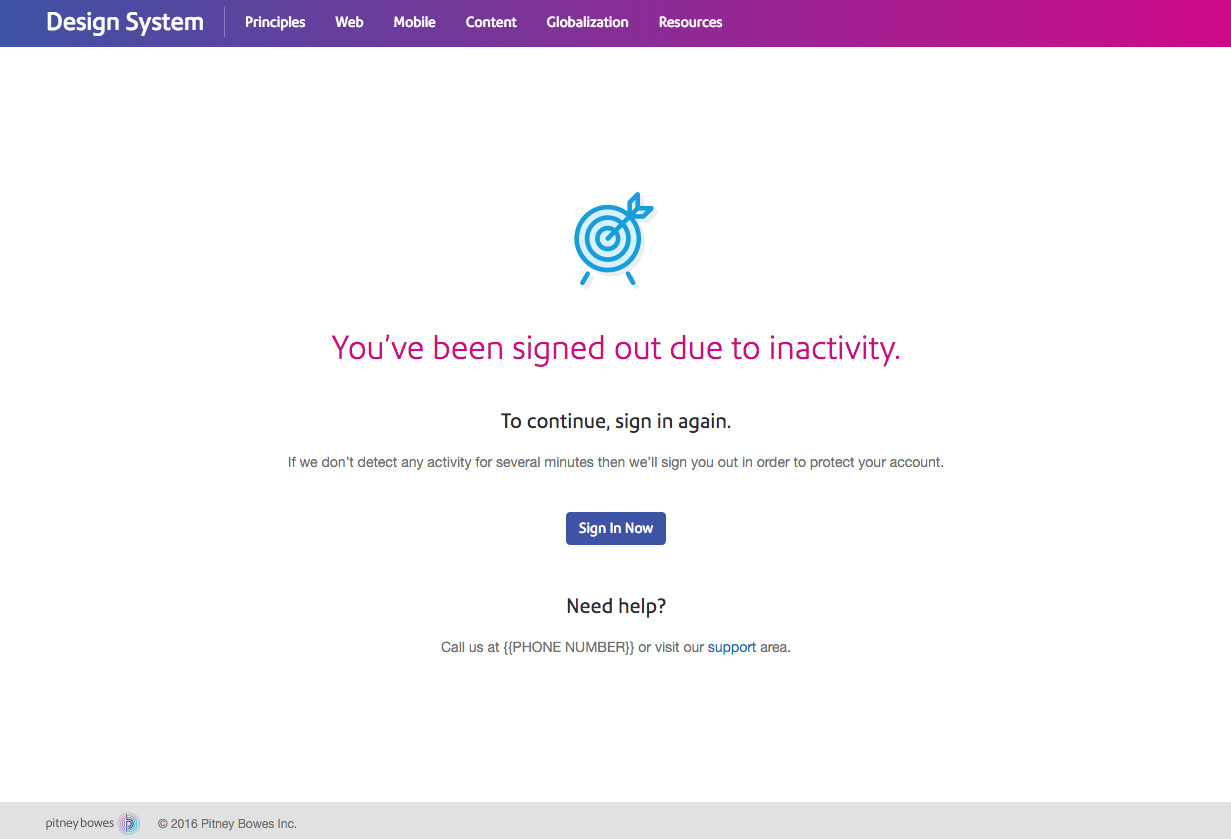 Design System Principles Web Mobile Content Globalization Resources
You've been signed out due to inactivity.
To continue, sign in again.
If we don't detect any activity for several minutes then we'll sign you out in order to protect your account.
Sign In Now
Need help?
Call us at {{PHONE NUMBER}} or visit our support area.
pitney bowes © 2016 Pitney Bowes Inc.